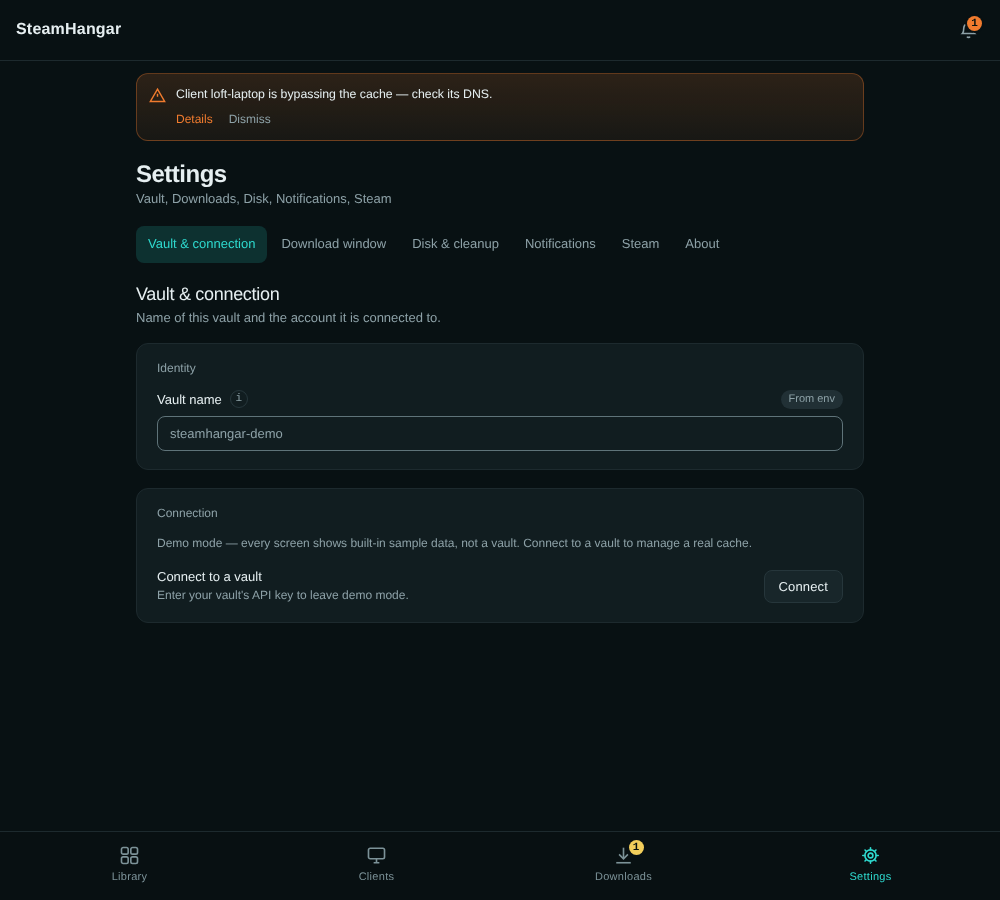 SteamHangar
1
Client loft-laptop is bypassing the cache — check its DNS.
Details Dismiss
Settings
Vault, Downloads, Disk, Notifications, Steam
Vault & connection Download window Disk & cleanup Notifications Steam About
Vault & connection
Name of this vault and the account it is connected to.
Identity
Vault name i From env
steamhangar-demo
Connection
Demo mode — every screen shows built-in sample data, not a vault. Connect to a vault to manage a real cache.
Connect to a vault
Enter your vault's API key to leave demo mode.
Connect
1
Library Clients Downloads Settings